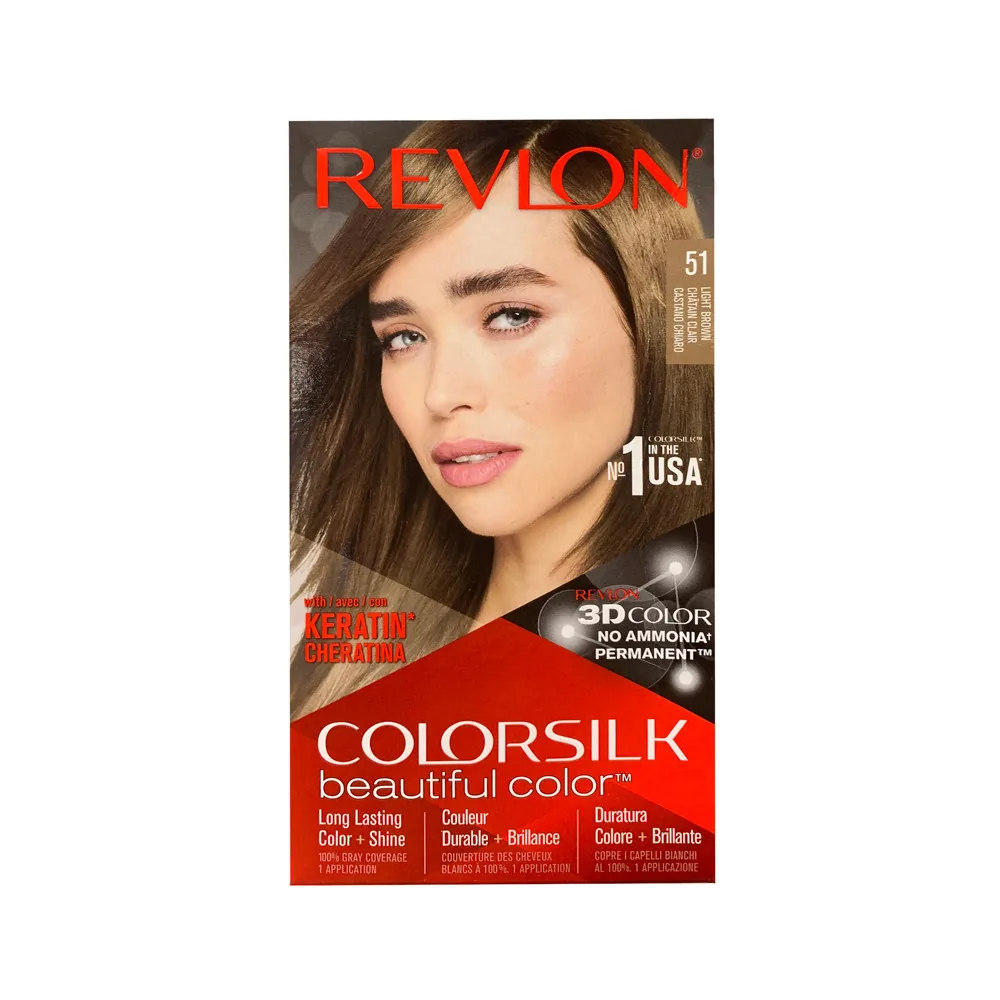 REVLON®
51
LIGHT BROWN
CHÂTAIN CLAIR
CASTANO CHIARO
COLORSILK™
Nº1 IN THE
USA*
with / avec / con
KERATIN*
CHERATINA
REVLON
3D COLOR
NO AMMONIA†
PERMANENT™
COLORSILK
beautiful color™
Long Lasting
Color + Shine
100% GRAY COVERAGE
1 APPLICATION
Couleur
Durable + Brillance
COUVERTURE DES CHEVEUX
BLANCS À 100%. 1 APPLICATION
Duratura
Colore + Brillante
COPRE I CAPELLI BIANCHI
AL 100%. 1 APPLICAZIONE